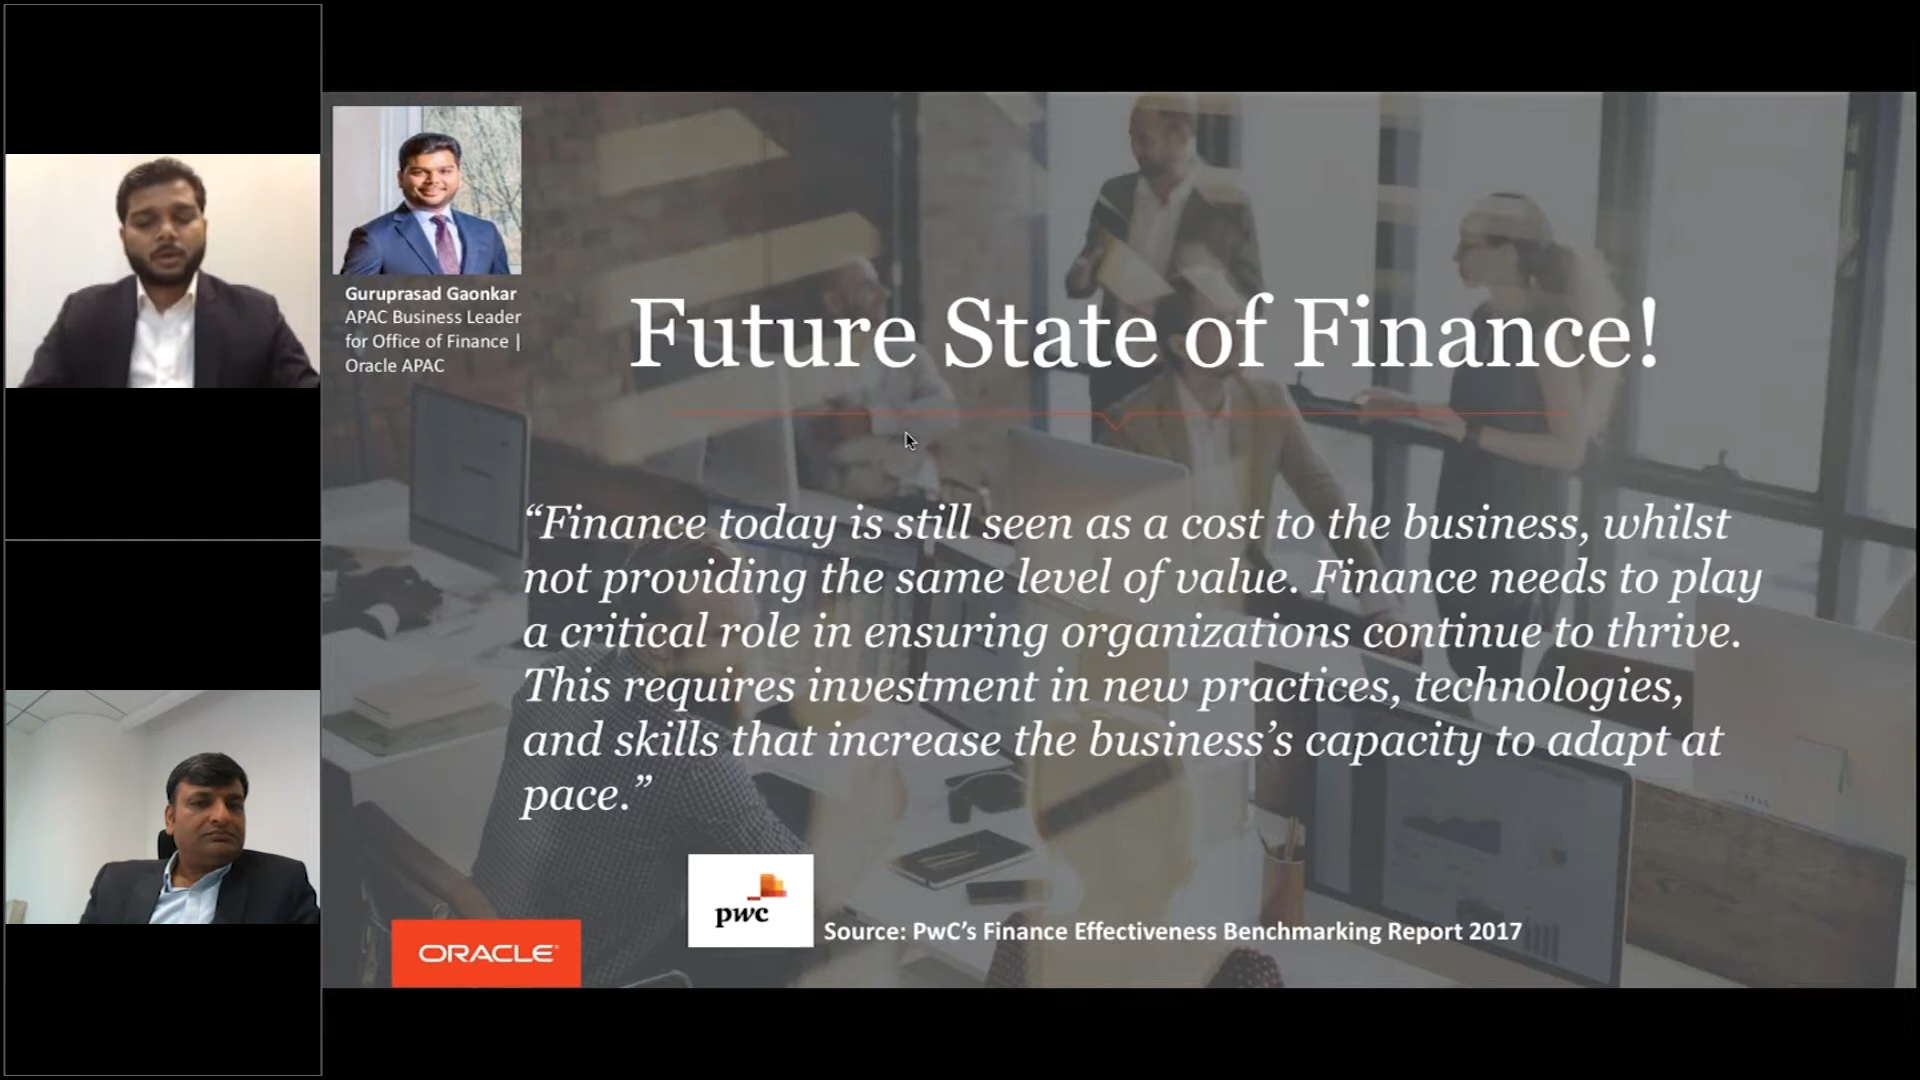 Guruprasad Gaonkar
APAC Business Leader
for Office of Finance |
Oracle APAC
Future State of Finance!
“Finance today is still seen as a cost to the business, whilst
not providing the same level of value. Finance needs to play
a critical role in ensuring organizations continue to thrive.
This requires investment in new practices, technologies,
and skills that increase the business’s capacity to adapt at
pace.”
pwc
Source: PwC’s Finance Effectiveness Benchmarking Report 2017
ORACLE®